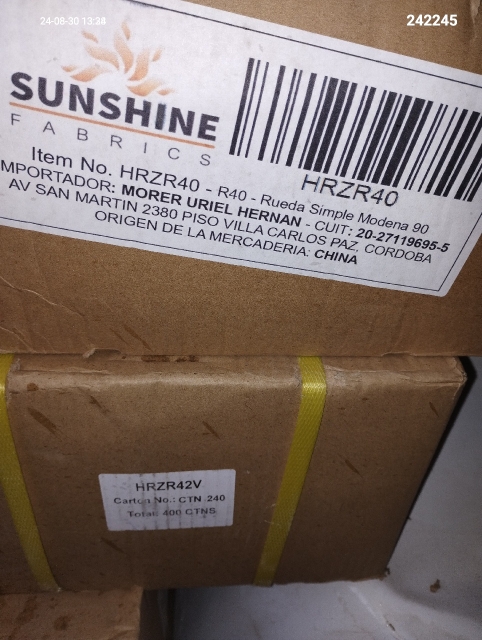 24-08-30 13:24
242245
SUNSHINE
FABRICS
HRZR40
Item No. HRZR40 - R40 - Rueda Simple Modena 90
IMPORTADOR: MORER URIEL HERNAN - CUIT: 20-27119695-5
AV SAN MARTIN 2380 PISO VILLA CARLOS PAZ, CORDOBA
ORIGEN DE LA MERCADERIA: CHINA
HRZR42V
Carton No.: CTN 240
Total: 400 CTNS